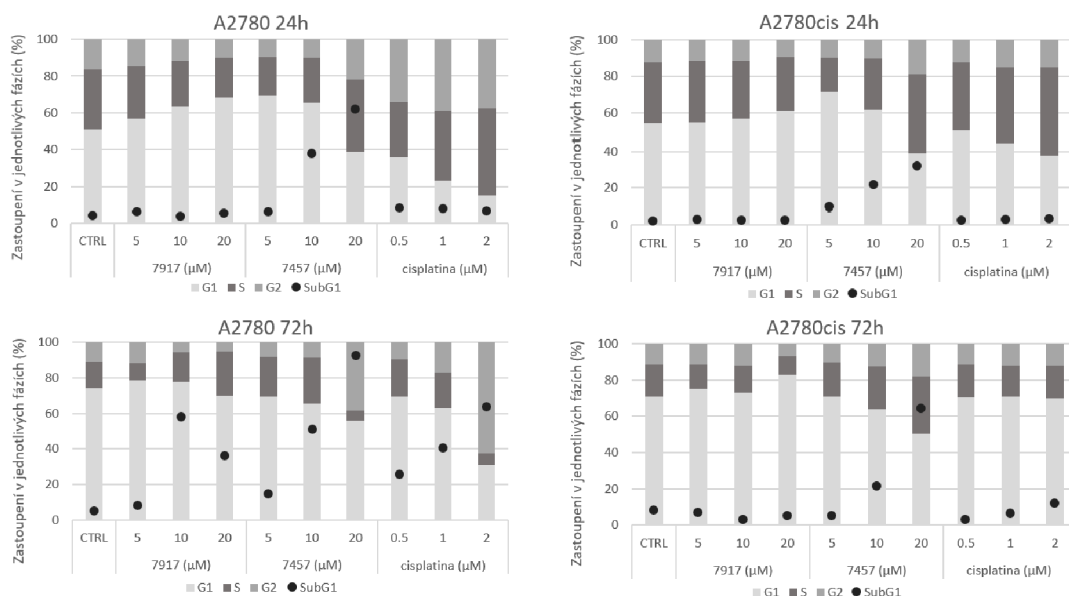 A2780 24h
Zastoupení v jednotlivých fázích (%)
100
80
60
40
20
0
CTRL 5 10 20 5 10 20 0.5 1 2
7917 (μM) 7457 (μM) cisplatina (μM)
G1 S G2 SubG1
A2780cis 24h
Zastoupení v jednotlivých fázích (%)
100
80
60
40
20
0
CTRL 5 10 20 5 10 20 0.5 1 2
7917 (μM) 7457 (μM) cisplatina (μM)
G1 S G2 SubG1
A2780 72h
Zastoupení v jednotlivých fázích (%)
100
80
60
40
20
0
CTRL 5 10 20 5 10 20 0.5 1 2
7917 (μM) 7457 (μM) cisplatina (μM)
G1 S G2 SubG1
A2780cis 72h
Zastoupení v jednotlivých fázích (%)
100
80
60
40
20
0
CTRL 5 10 20 5 10 20 0.5 1 2
7917 (μM) 7457 (μM) cisplatina (μM)
G1 S G2 SubG1